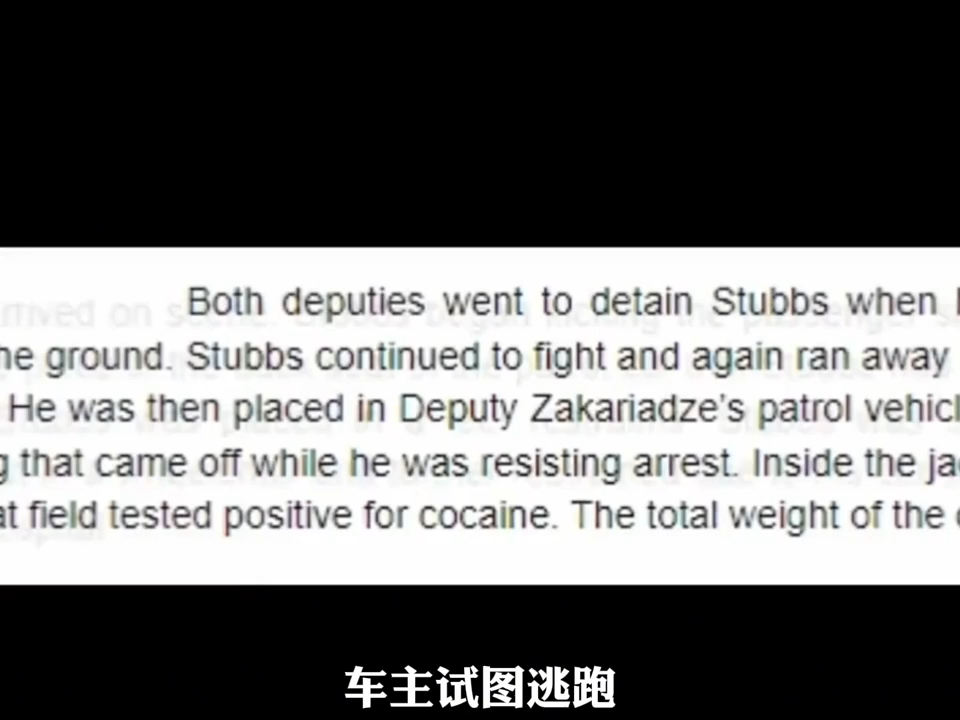 Both deputies went to detain Stubbs when
he ground. Stubbs continued to fight and again ran away
He was then placed in Deputy Zakariadze's patrol vehicl
g that came off while he was resisting arrest. Inside the ja
at field tested positive for cocaine. The total weight of the
车主试图逃跑